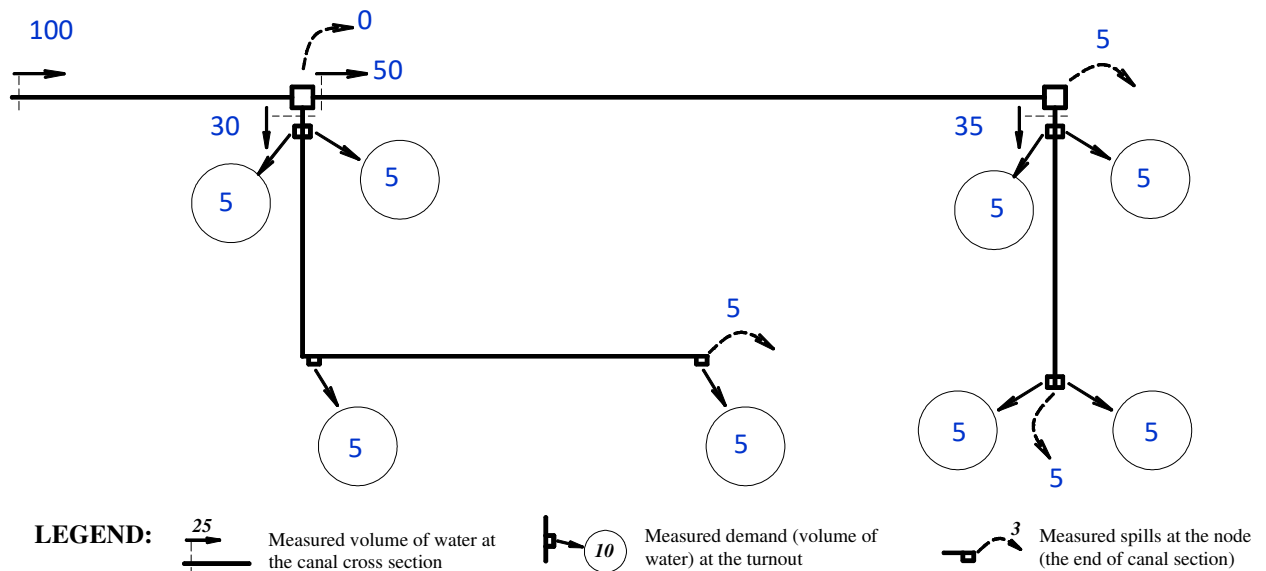 0
100
50
5
30
35
5
5
5
5
5
5
5
5
5
5
5
LEGEND:
25
Measured volume of water at
the canal cross section
10
Measured demand (volume of
water) at the turnout
3
Measured spills at the node
(the end of canal section)